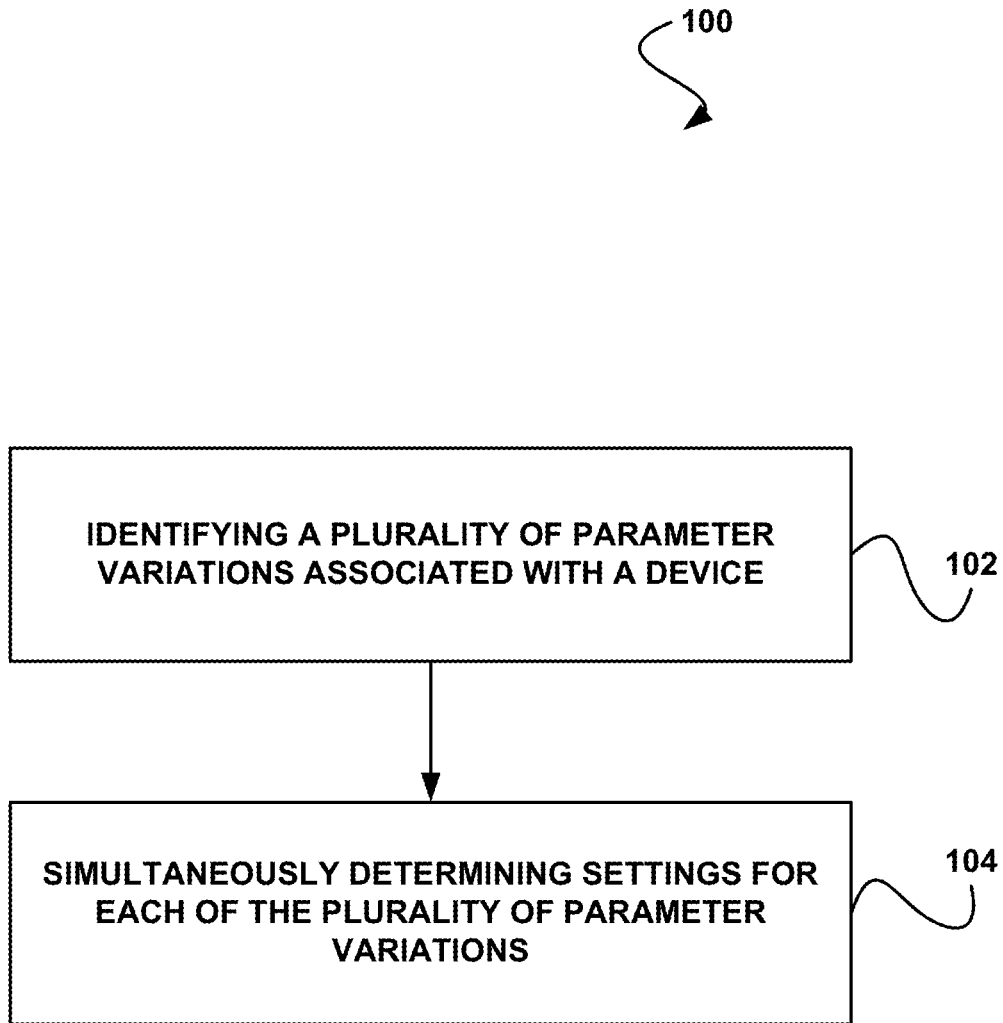 100
IDENTIFYING A PLURALITY OF PARAMETER
VARIATIONS ASSOCIATED WITH A DEVICE
102
SIMULTANEOUSLY DETERMINING SETTINGS FOR
EACH OF THE PLURALITY OF PARAMETER
VARIATIONS
104